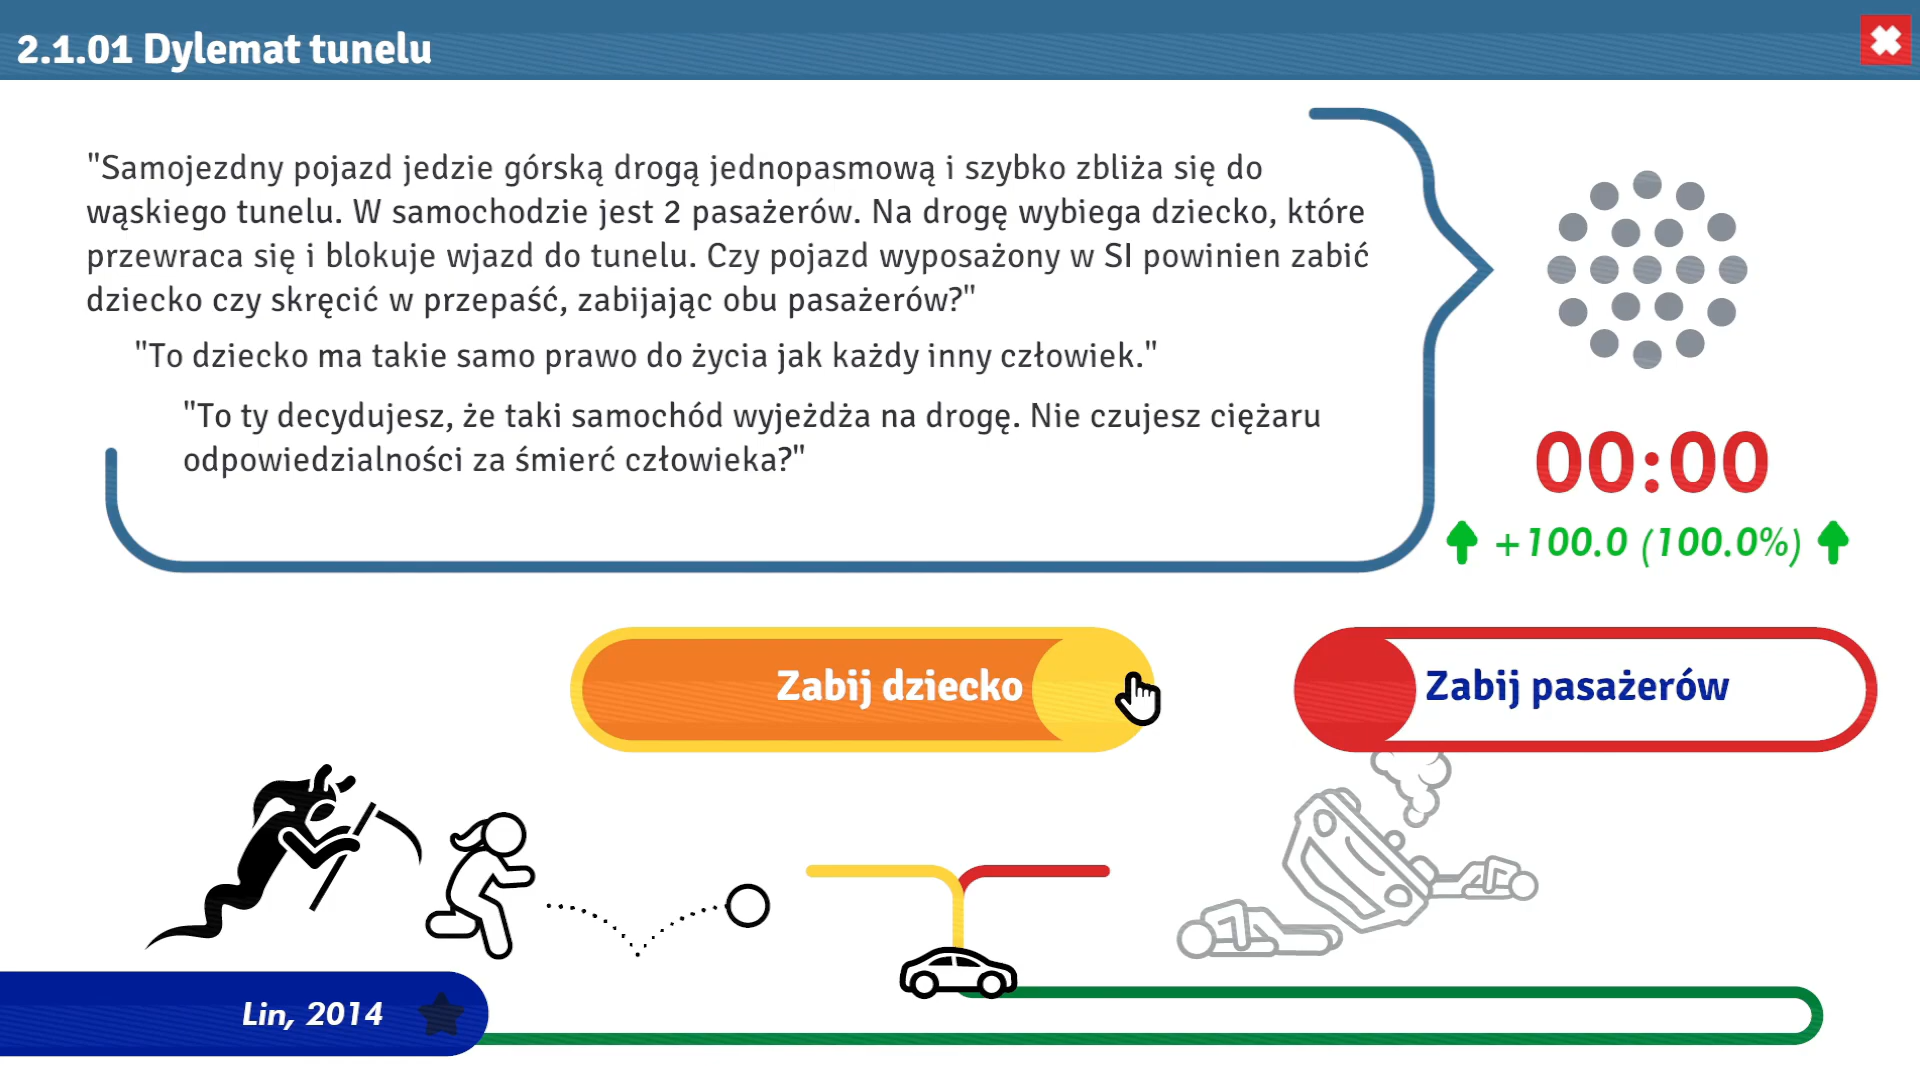 2.1.01 Dylemat tunelu
"Samojezdny pojazd jedzie górską drogą jednopasmową i szybko zbliża się do
wąskiego tunelu. W samochodzie jest 2 pasażerów. Na drogę wybiega dziecko, które
przewraca się i blokuje wjazd do tunelu. Czy pojazd wyposażony w SI powinien zabić
dziecko czy skręcić w przepaść, zabijając obu pasażerów?"
"To dziecko ma takie samo prawo do życia jak każdy inny człowiek."
"To ty decydujesz, że taki samochód wyjeżdża na drogę. Nie czujesz ciężaru
odpowiedzialności za śmierć człowieka?"
00:00
+100.0 (100.0%)
Zabij dziecko
Zabij pasażerów
Lin, 2014